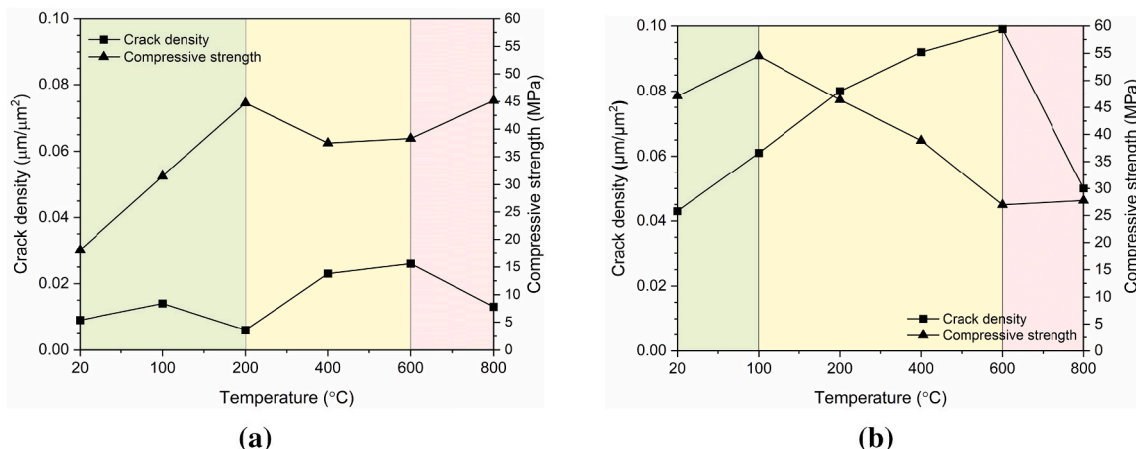 0.10
0.08
0.06
0.04
0.02
0.00
Crack density (μm/μm²)
Crack density
Compressive strength
60
55
50
45
40
35
30
25
20
15
10
5
0
Compressive strength (MPa)
20 100 200 400 600 800
Temperature (°C)
(a)
0.10
0.08
0.06
0.04
0.02
0.00
Crack density (μm/μm²)
Crack density
Compressive strength
60
55
50
45
40
35
30
25
20
15
10
5
0
Compressive strength (MPa)
20 100 200 400 600 800
Temperature (°C)
(b)